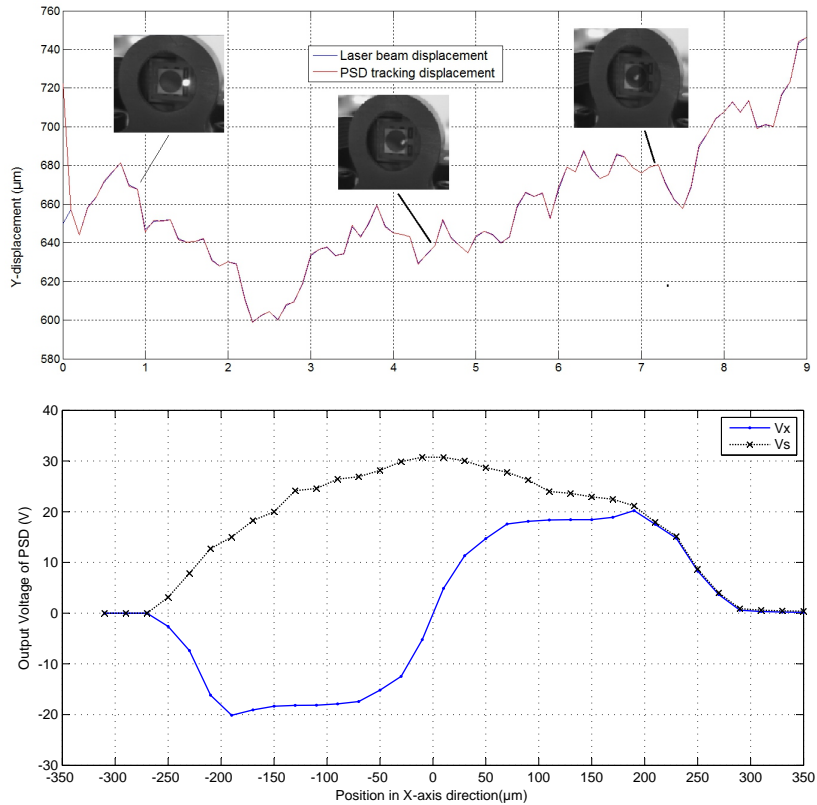 760
740
720
700
680
660
640
620
600
580
Y-displacement (µm)
Laser beam displacement
PSD tracking displacement
0 1 2 3 4 5 6 7 8 9
40
30
20
10
0
-10
-20
-30
Output Voltage of PSD (V)
Vx
Vs
-350 -300 -250 -200 -150 -100 -50 0 50 100 150 200 250 300 350
Position in X-axis direction(µm)